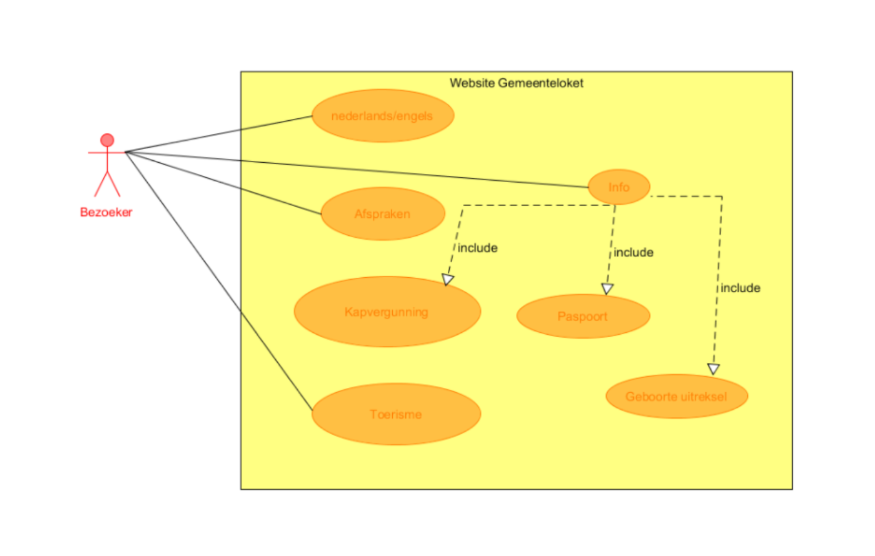 Website Gemeenteloket
nederlands/engels
Info
Bezoeker
Afspraken
include
include
include
Kapvergunning
Paspoort
Geboorte uitreksel
Toerisme